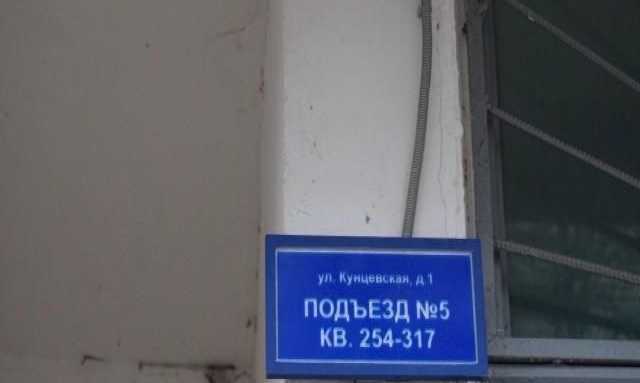 ул. Кунцевская, д.1
ПОДЪЕЗД №5
КВ. 254-317